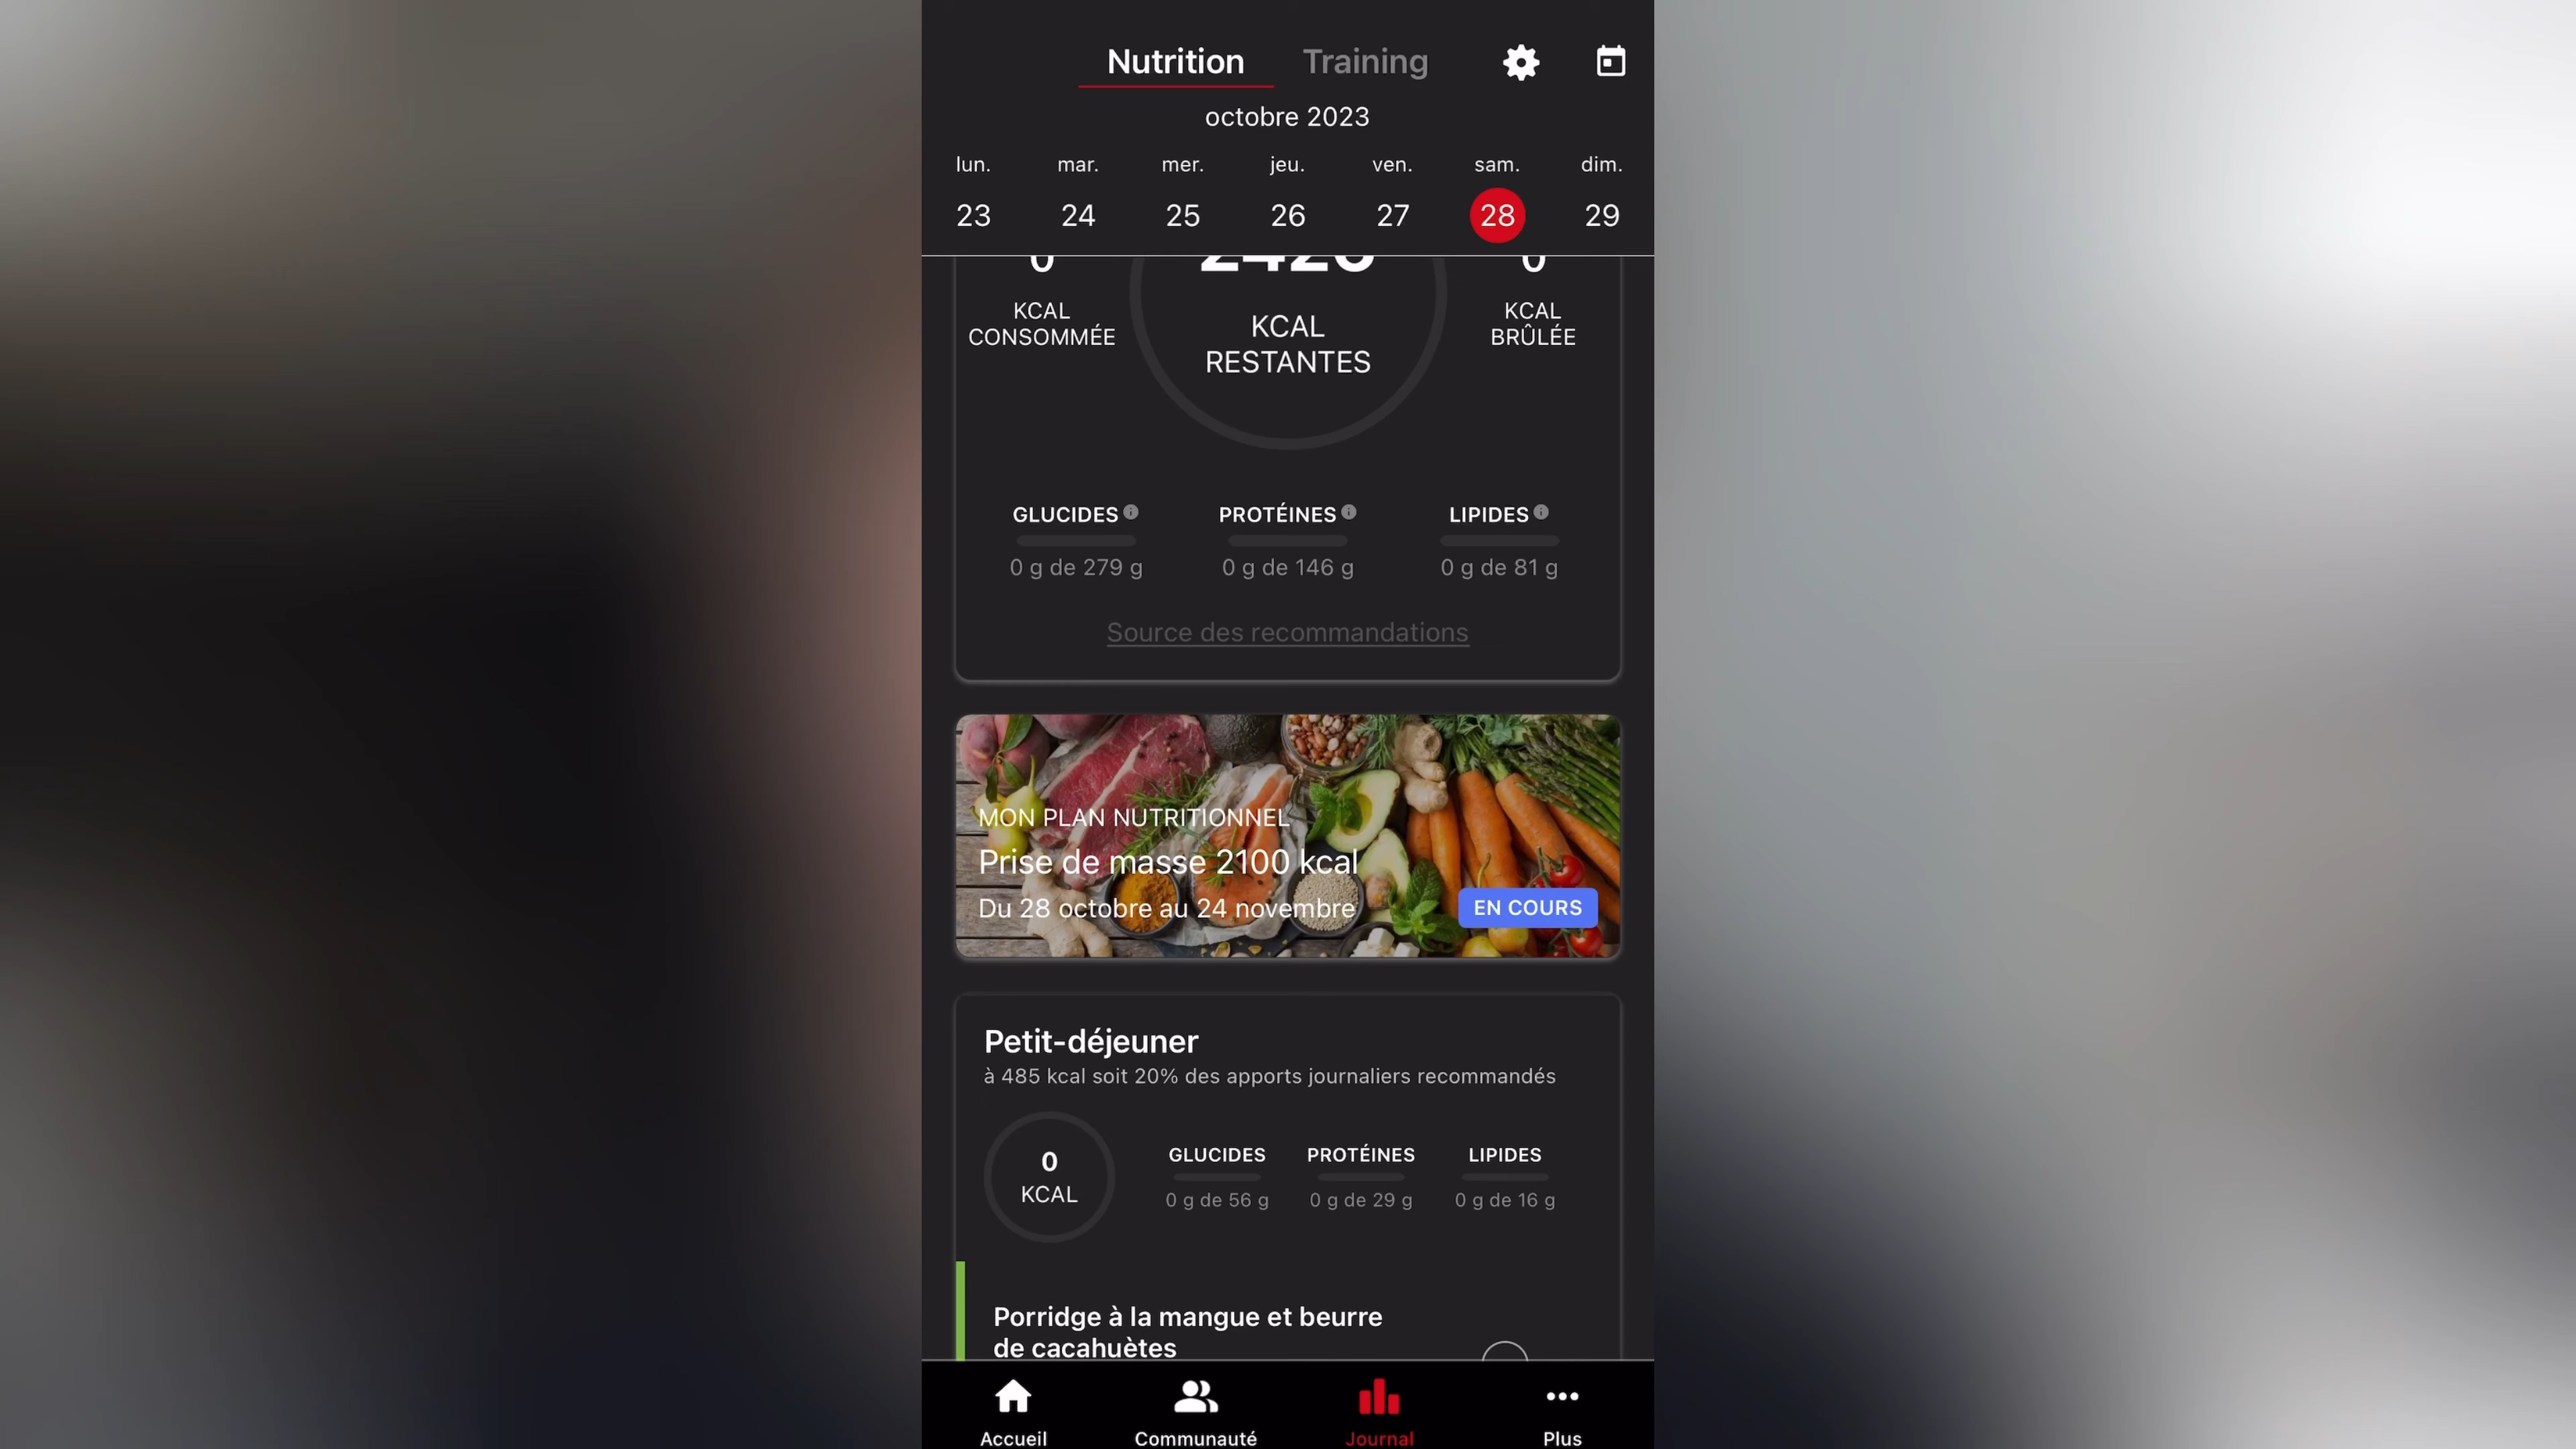 Nutrition Training
octobre 2023
lun. mar. mer. jeu. ven. sam. dim.
23 24 25 26 27 28 29
KCAL CONSOMMÉE
KCAL RESTANTES
KCAL BRÛLÉE
GLUCIDES PROTÉINES LIPIDES
0 g de 279 g 0 g de 146 g 0 g de 81 g
Source des recommandations
MON PLAN NUTRITIONNEL
Prise de masse 2100 kcal
Du 28 octobre au 24 novembre
EN COURS
Petit-déjeuner
à 485 kcal soit 20% des apports journaliers recommandés
0
KCAL
GLUCIDES PROTÉINES LIPIDES
0 g de 56 g 0 g de 29 g 0 g de 16 g
Porridge à la mangue et beurre
de cacahuètes
Accueil Communauté Journal Plus